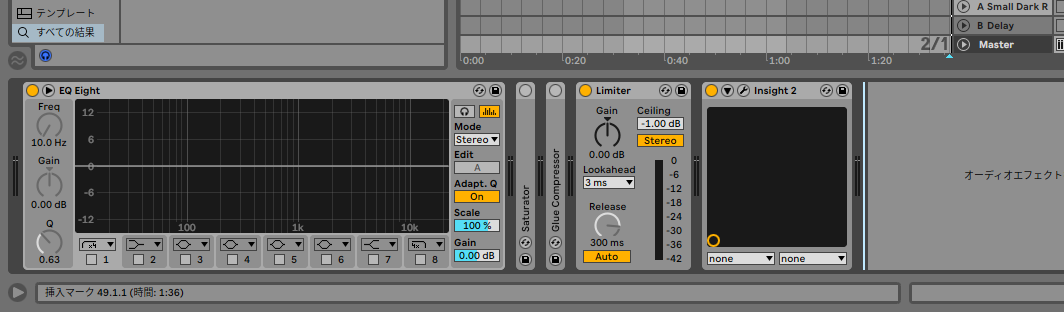 テンプレート
すべての結果
A Small Dark R
B Delay
2/1
Master
0:00 0:20 0:40 1:00 1:20
EQ Eight
Freq
10.0 Hz
Gain
0.00 dB
Q
0.63
12
6
0
-6
-12
100 1k 10k
x4 x4
1 2 3 4 5 6 7 8
Mode
Stereo
Edit
A
Adapt. Q
On
Scale
100 %
Gain
0.00 dB
Saturator
Glue Compressor
Limiter
Gain
0.00 dB
Ceiling
-1.00 dB
Stereo
Lookahead
3 ms
Release
300 ms
Auto
0
-6
-12
-18
-24
-30
-36
-42
Insight 2
none none
オーディオエフェクト
挿入マーク 49.1.1 (時間: 1:36)